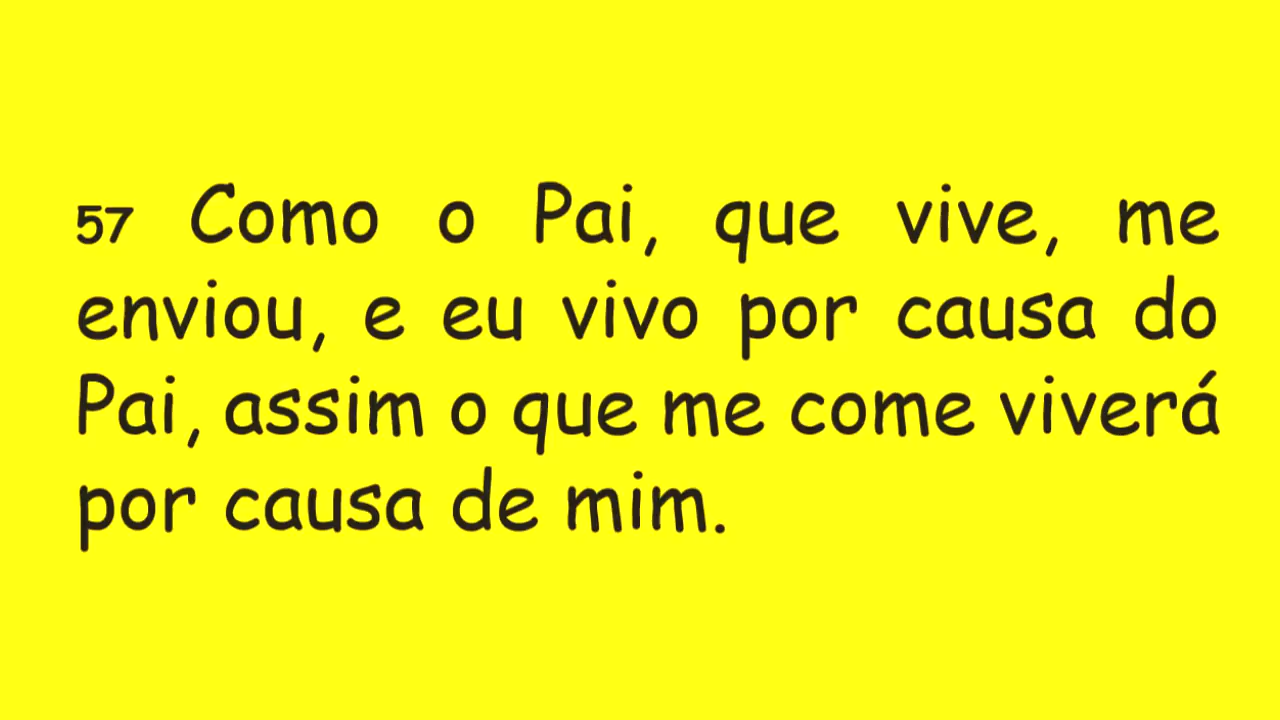 57 Como o Pai, que vive, me
enviou, e eu vivo por causa do
Pai, assim o que me come viverá
por causa de mim.